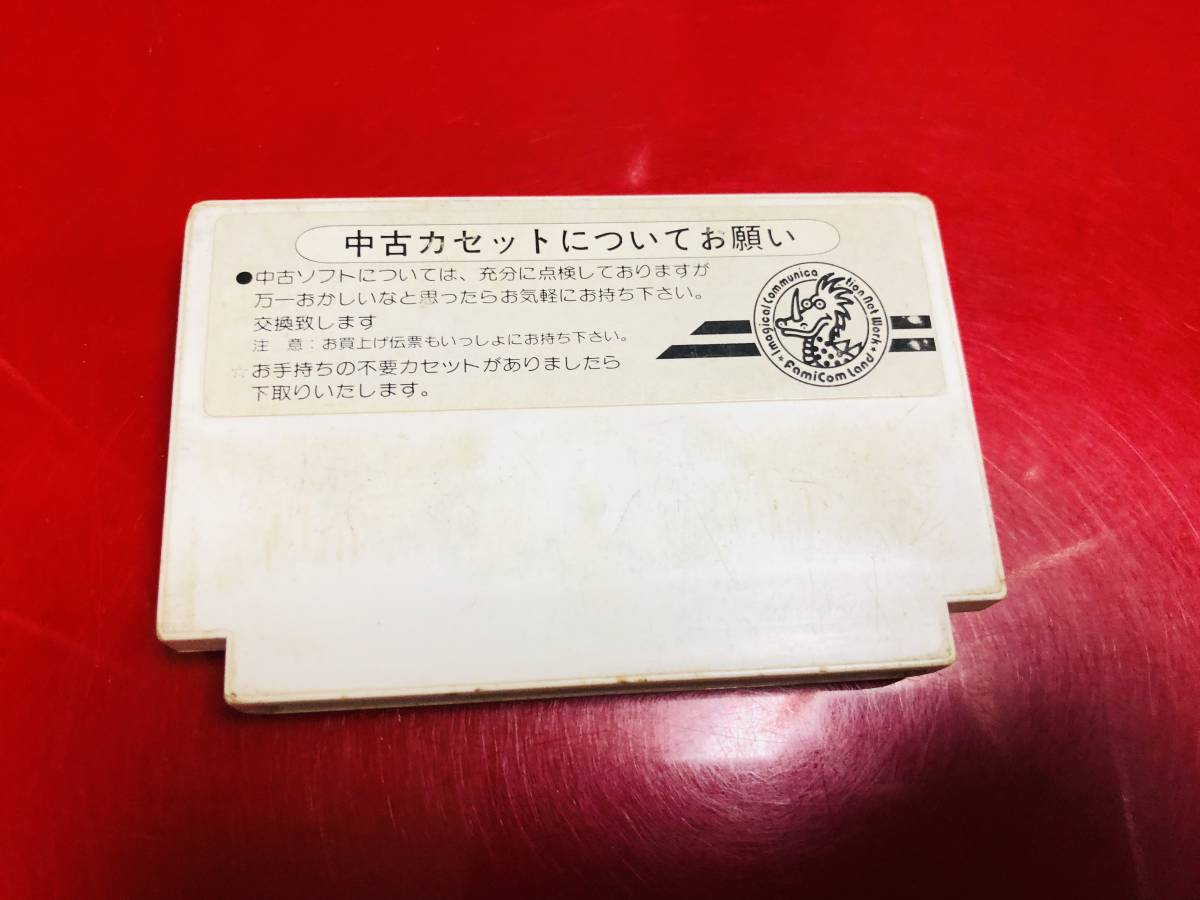 中古カセットについてお願い
●中古ソフトについては、充分に点検しておりますが
万一おかしいなと思ったらお気軽にお持ち下さい。
交換致します
注 意：お買上げ伝票もいっしょにお持ち下さい。
☆お手持ちの不要カセットがありましたら
下取りいたします。
Imagical Communication Net Work
★ FamiCom Land ★